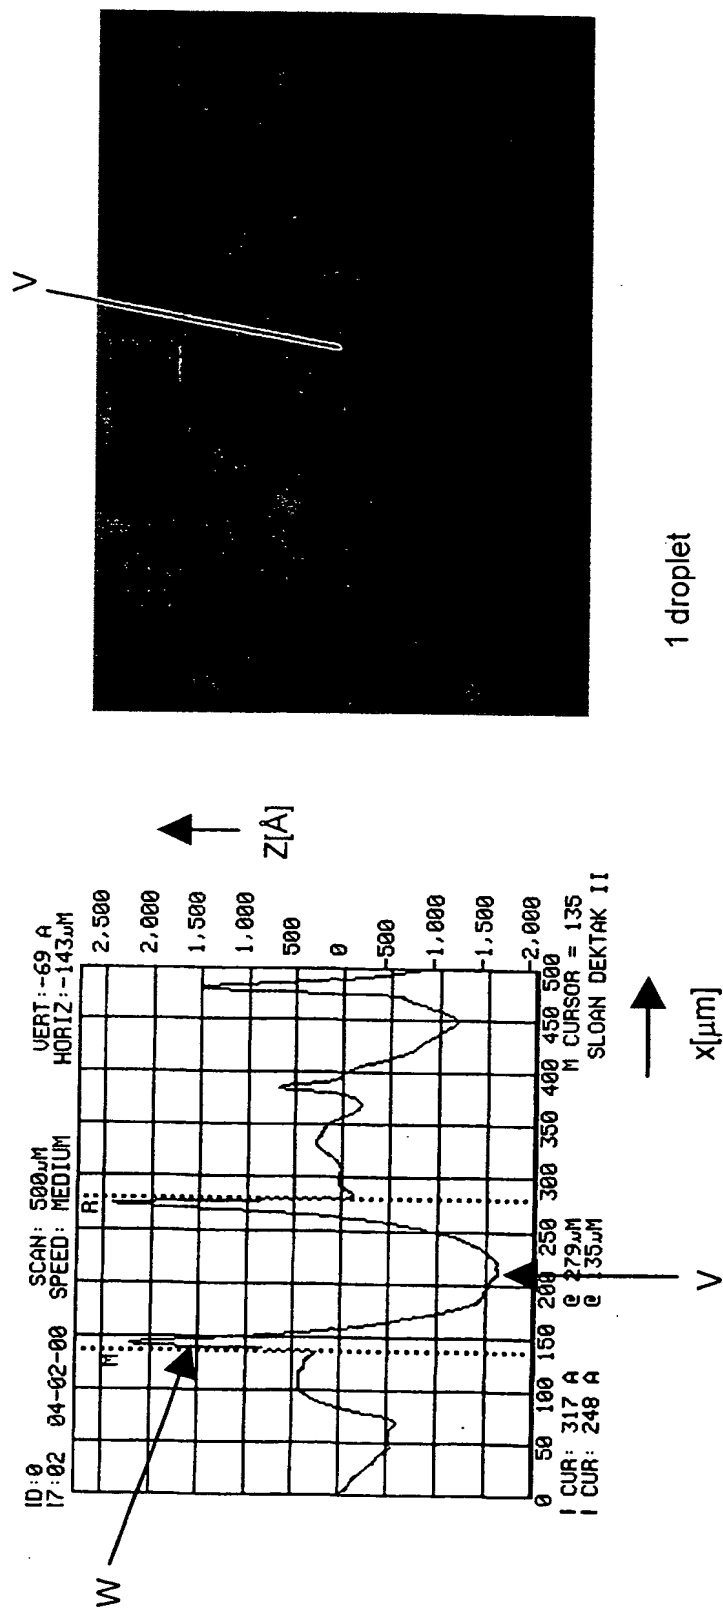 ID:0 SCAN: 500µM VERT:-69 A
17:02 04-02-00 SPEED: MEDIUM HORIZ:-143µM
M
R
2,500
2,000
1,500
1,000
500
0
-500
-1,000
-1,500
-2,000
0 50 100 150 200 250 300 350 400 450 500
CUR: 317 A @ 279µM M CURSOR = 135
CUR: 248 A @ 135µM SLOAN DEKTAK II
W
V
Z[Å]
X[µm]
V
1 droplet